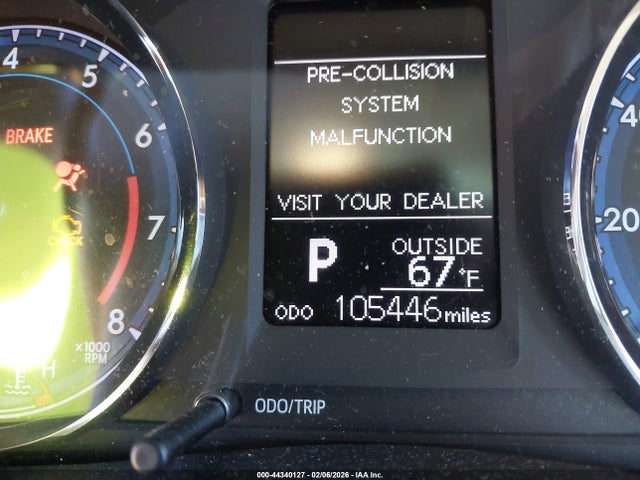 PRE-COLLISION
SYSTEM
MALFUNCTION
VISIT YOUR DEALER
P
OUTSIDE
67°F
ODO 105446 miles
4
5
6
7
8
x1000
RPM
BRAKE
CHECK
H
40
20
ODO/TRIP
000-44340127 - 02/06/2026 - IAA Inc.